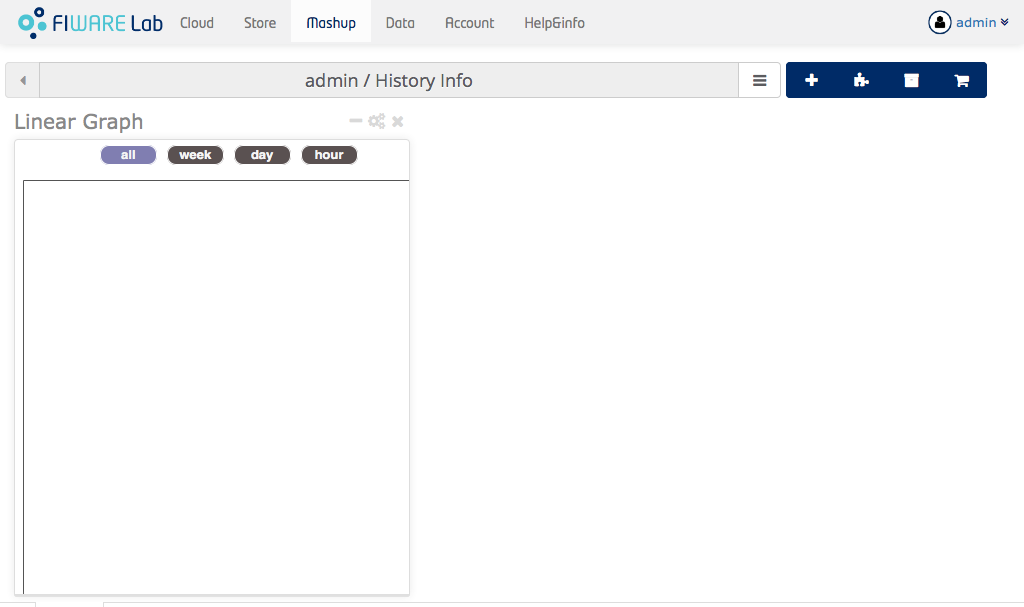 FIWARE Lab Cloud Store Mashup Data Account Help&info admin
admin / History Info
Linear Graph
all week day hour